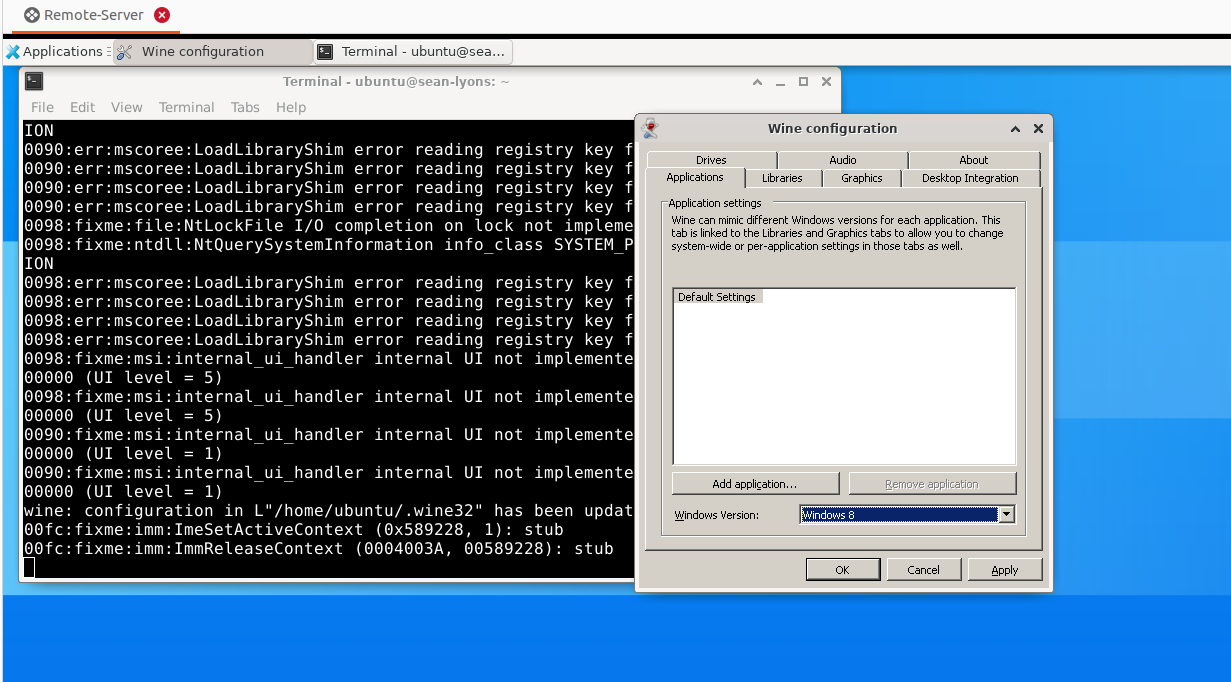 Remote-Server
Applications
Wine configuration
Terminal - ubuntu@sea...
Terminal - ubuntu@sean-lyons: ~
File Edit View Terminal Tabs Help
ION
0090:err:mscoree:LoadLibraryShim error reading registry key f
0090:err:mscoree:LoadLibraryShim error reading registry key f
0090:err:mscoree:LoadLibraryShim error reading registry key f
0090:err:mscoree:LoadLibraryShim error reading registry key f
0098:fixme:file:NtLockFile I/O completion on lock not impleme
0098:fixme:ntdll:NtQuerySystemInformation info_class SYSTEM_P
ION
0098:err:mscoree:LoadLibraryShim error reading registry key f
0098:err:mscoree:LoadLibraryShim error reading registry key f
0098:err:mscoree:LoadLibraryShim error reading registry key f
0098:err:mscoree:LoadLibraryShim error reading registry key f
0098:fixme:msi:internal_ui_handler internal UI not implemente
00000 (UI level = 5)
0098:fixme:msi:internal_ui_handler internal UI not implemente
00000 (UI level = 5)
0090:fixme:msi:internal_ui_handler internal UI not implemente
00000 (UI level = 1)
0090:fixme:msi:internal_ui_handler internal UI not implemente
00000 (UI level = 1)
wine: configuration in L"/home/ubuntu/.wine32" has been updat
00fc:fixme:imm:ImeSetActiveContext (0x589228, 1): stub
00fc:fixme:imm:ImmReleaseContext (0004003A, 00589228): stub
Wine configuration
Drives Audio About
Applications Libraries Graphics Desktop Integration
Application settings
Wine can mimic different Windows versions for each application. This
tab is linked to the Libraries and Graphics tabs to allow you to change
system-wide or per-application settings in those tabs as well.
Default Settings
Add application...
Remove application
Windows Version:
Windows 8
OK Cancel Apply